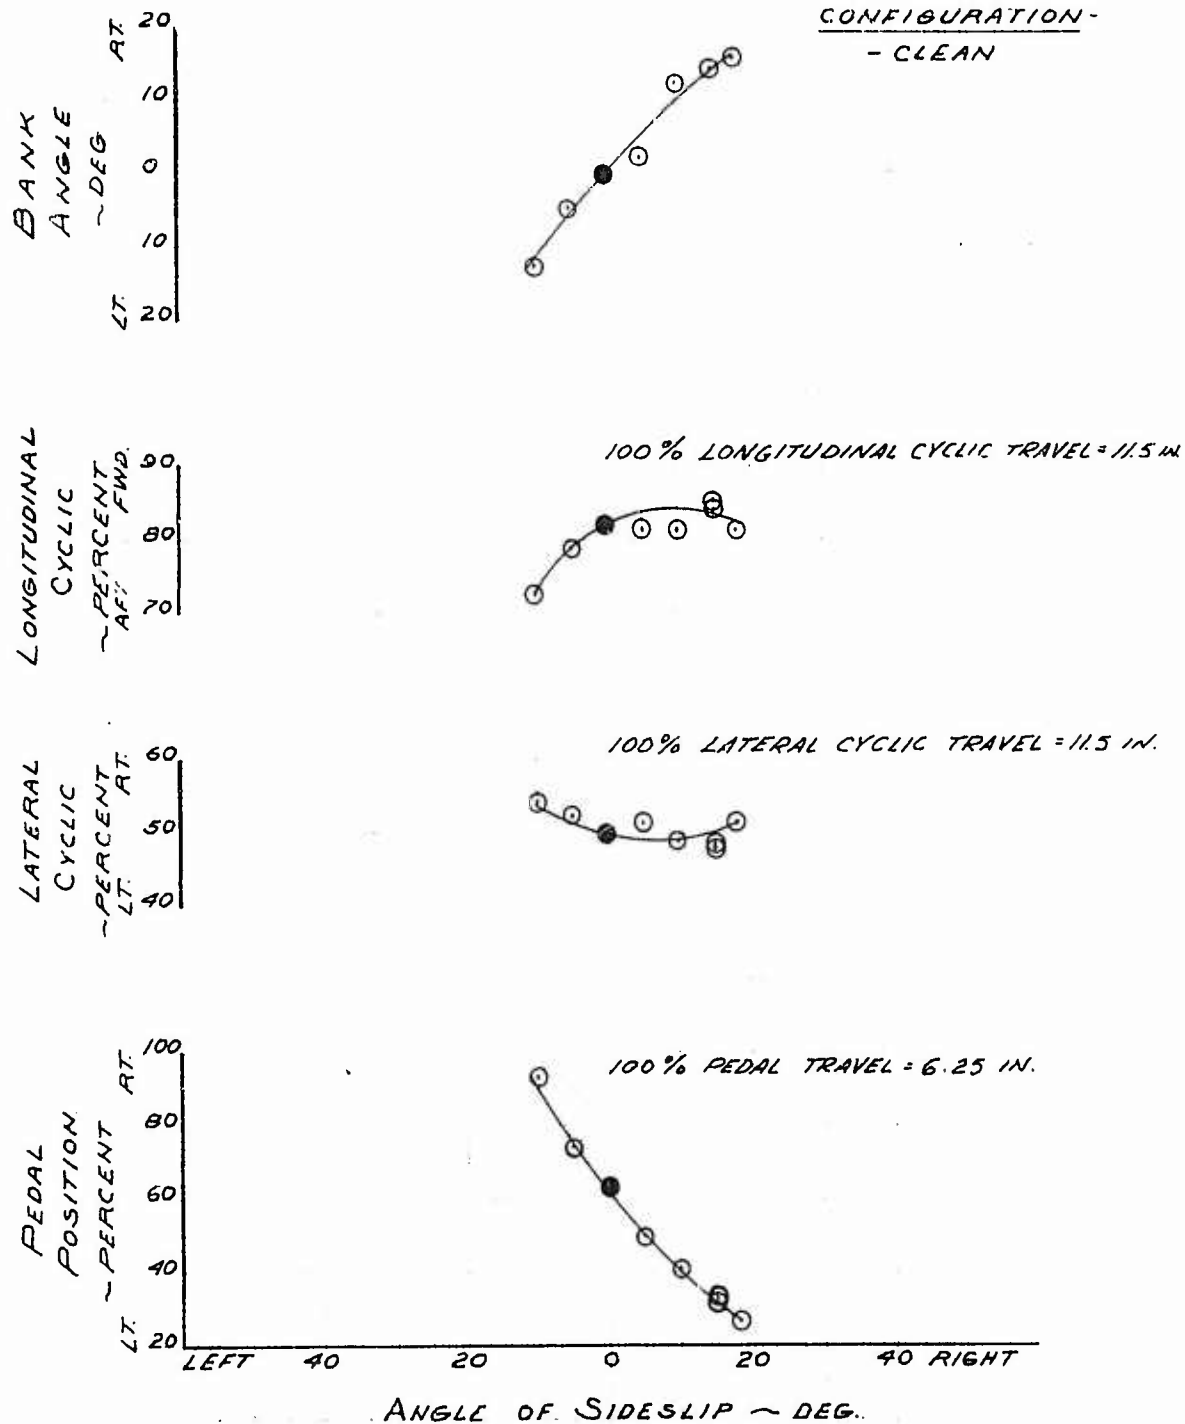 CONFIGURATION-
- CLEAN
BANK
ANGLE
~DEG
LT. RT.
20
10
0
10
20
LONGITUDINAL
CYCLIC
~PERCENT
AFT FWD.
90
80
70
100% LONGITUDINAL CYCLIC TRAVEL = 11.5 IN.
LATERAL
CYCLIC
~PERCENT
LT. RT.
60
50
40
100% LATERAL CYCLIC TRAVEL = 11.5 IN.
PEDAL
POSITION
~PERCENT
LT. RT.
100
80
60
40
20
100% PEDAL TRAVEL = 6.25 IN.
LEFT 40 20 0 20 40 RIGHT
ANGLE OF SIDESLIP ~ DEG.